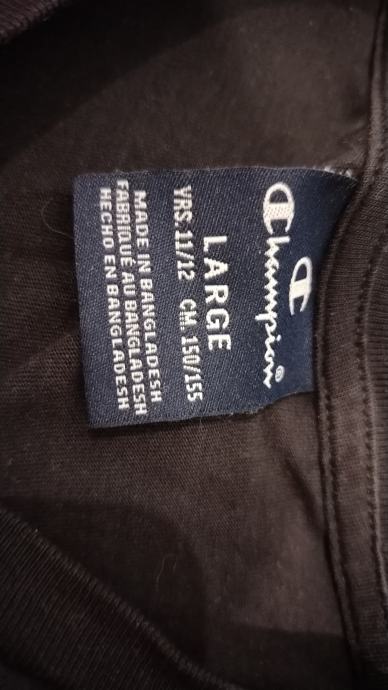 Champion®
LARGE
YRS. 11/12 CM. 150/155
MADE IN BANGLADESH
FABRIQUÉ AU BANGLADESH
HECHO EN BANGLADESH